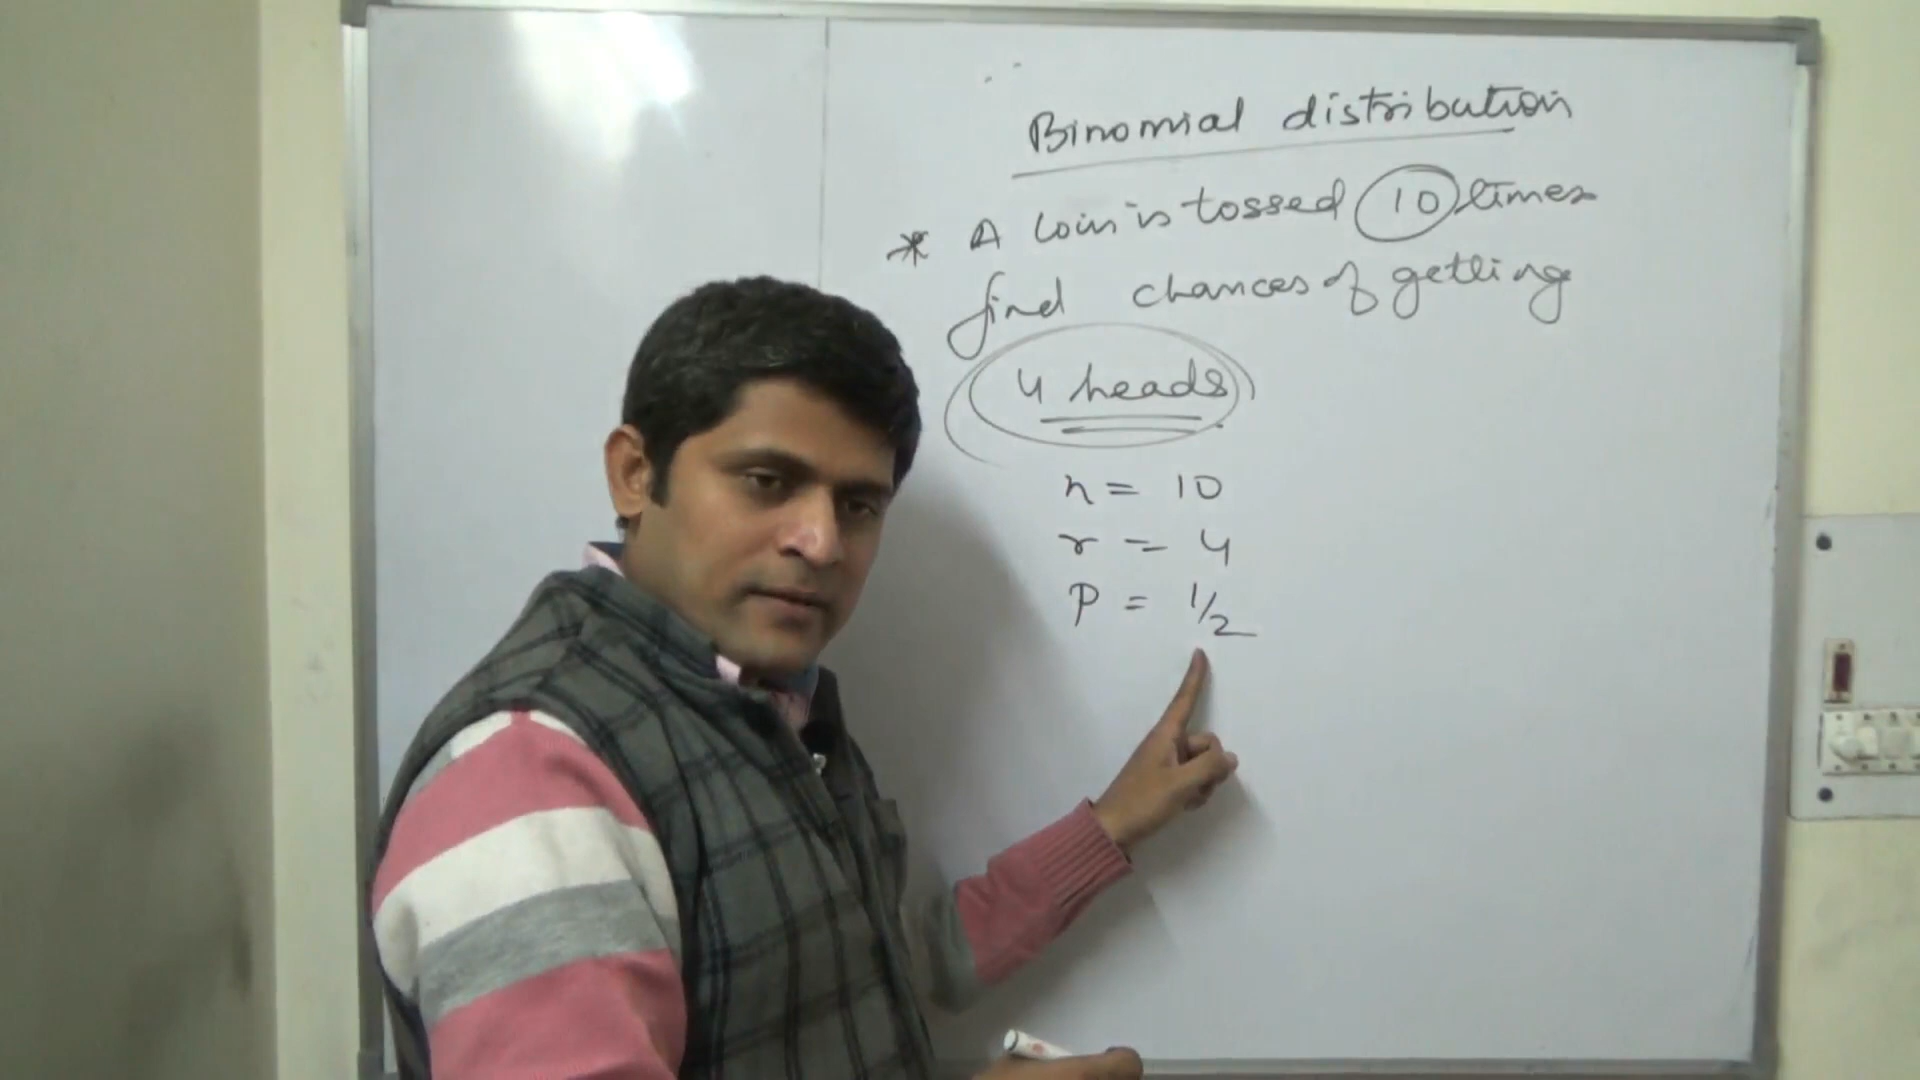 Binomial distribution
* A coin is tossed 10 times
find chances of getting
4 heads.
n = 10
r = 4
P = 1/2